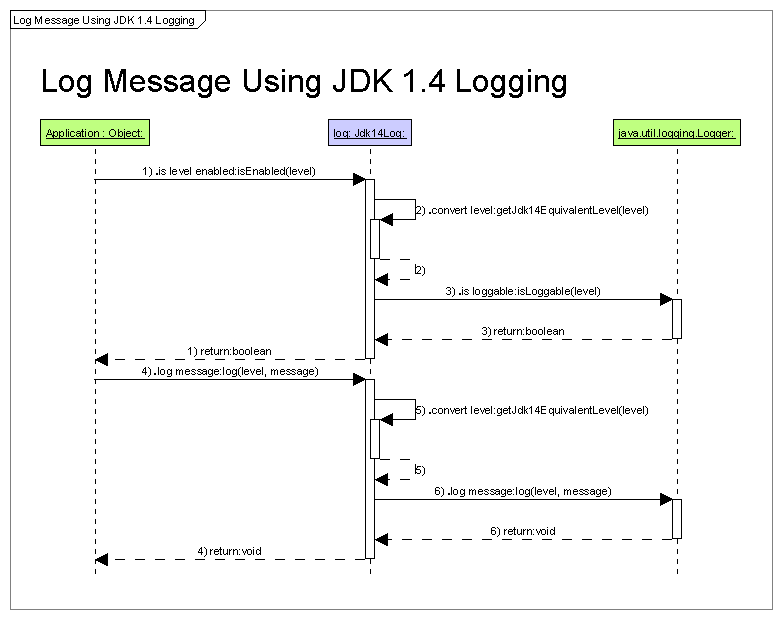 Log Message Using JDK 1.4 Logging
Log Message Using JDK 1.4 Logging
Application : Object:
log: Jdk14Log:
java.util.logging.Logger:
1) .is level enabled:isEnabled(level)
2) .convert level:getJdk14EquivalentLevel(level)
2)
3) .is loggable:isLoggable(level)
3) return:boolean
1) return:boolean
4) .log message:log(level, message)
5) .convert level:getJdk14EquivalentLevel(level)
5)
6) .log message:log(level, message)
6) return:void
4) return:void